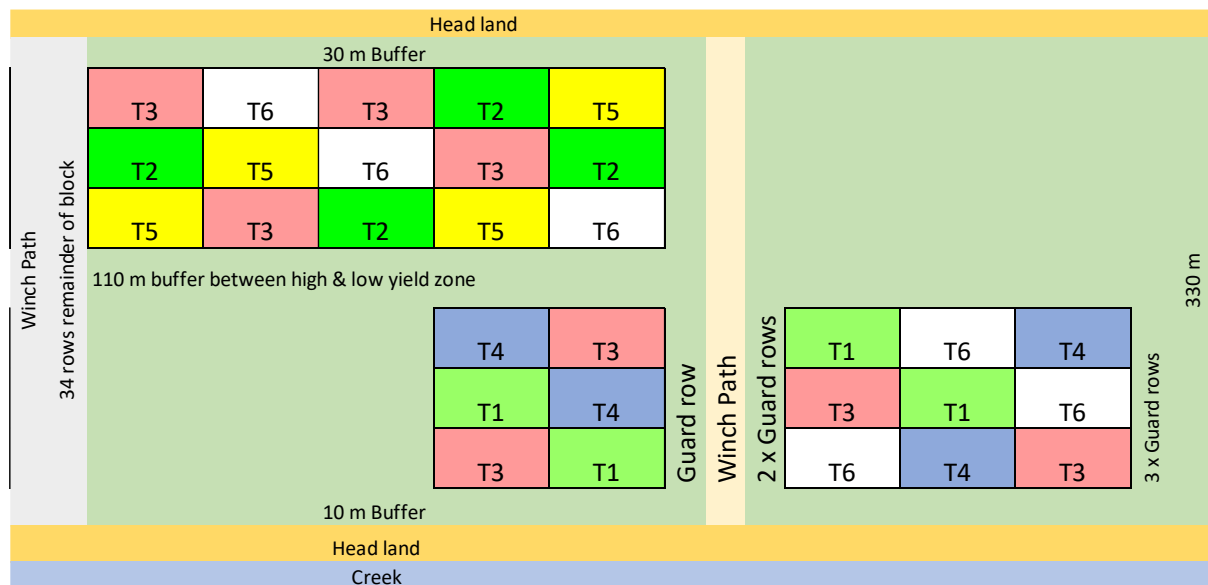 Head land
30 m Buffer
T3 T6 T3 T2 T5
T2 T5 T6 T3 T2
T5 T3 T2 T5 T6
Winch Path
34 rows remainder of block
110 m buffer between high & low yield zone
330 m
T4 T3
T1 T4
T3 T1
Guard row
Winch Path
2 x Guard rows
T1 T6 T4
T3 T1 T6
T6 T4 T3
3 x Guard rows
10 m Buffer
Head land
Creek